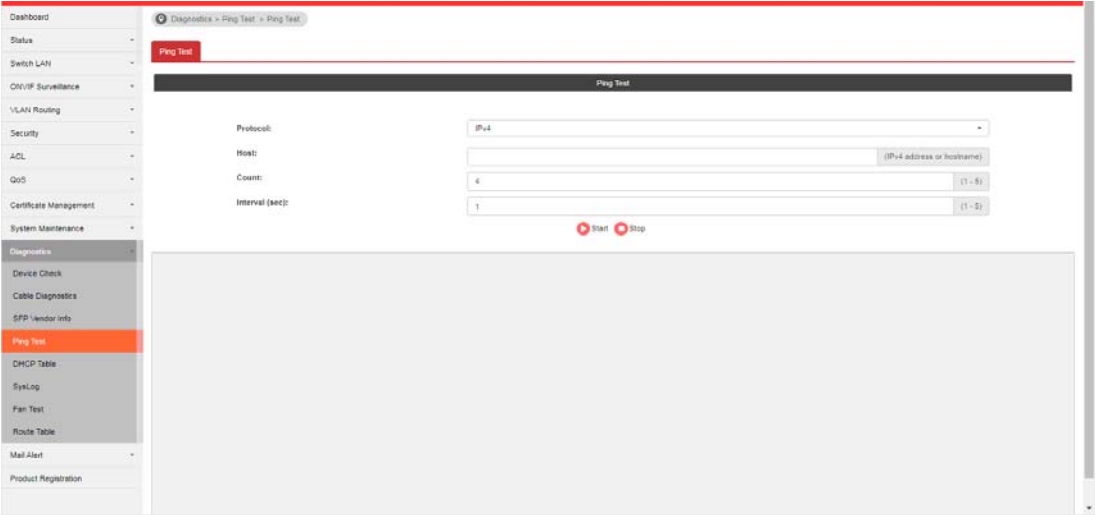 Dashboard
Status
Switch LAN
ONVIF Surveillance
VLAN Routing
Security
ACL
QoS
Certificate Management
System Maintenance
Diagnostics
Device Check
Cable Diagnostics
SFP Vendor Info
Ping Test
DHCP Table
SysLog
Fan Test
Route Table
Mail Alert
Product Registration
Diagnostics > Ping Test > Ping Test
Ping Test
Ping Test
Protocol: IPv4
Host: (IPv4 address or hostname)
Count: 4 (1 - 5)
Interval (sec): 1 (1 - 5)
Start Stop